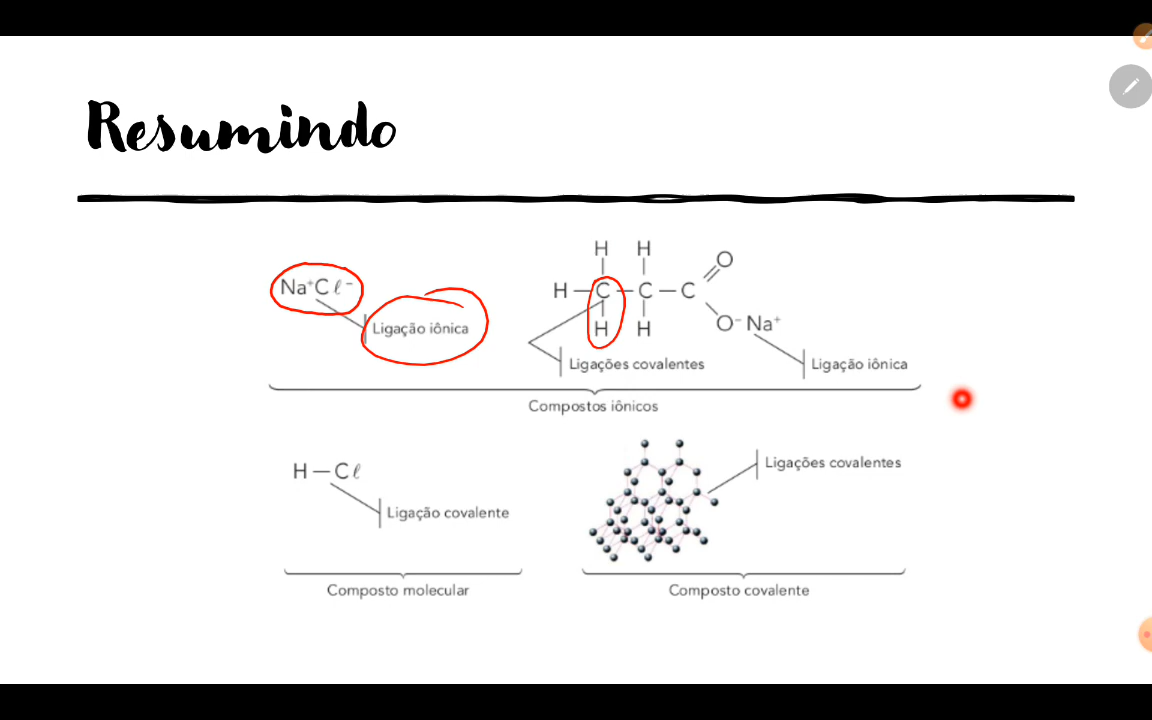 Resumindo
Na⁺Cℓ⁻
Ligação iônica
H H
O
H—C—C—C
H H
O⁻ Na⁺
Ligações covalentes
Ligação iônica
Compostos iônicos
H—Cℓ
Ligação covalente
Composto molecular
Ligações covalentes
Composto covalente